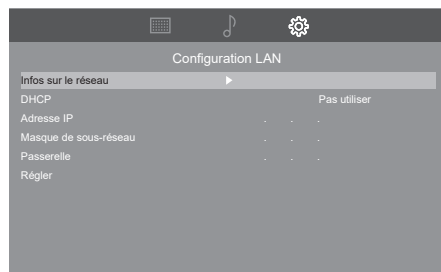 Configuration LAN
Infos sur le réseau
DHCP Pas utiliser
Adresse IP . . .
Masque de sous-réseau . . .
Passerelle . . .
Régler